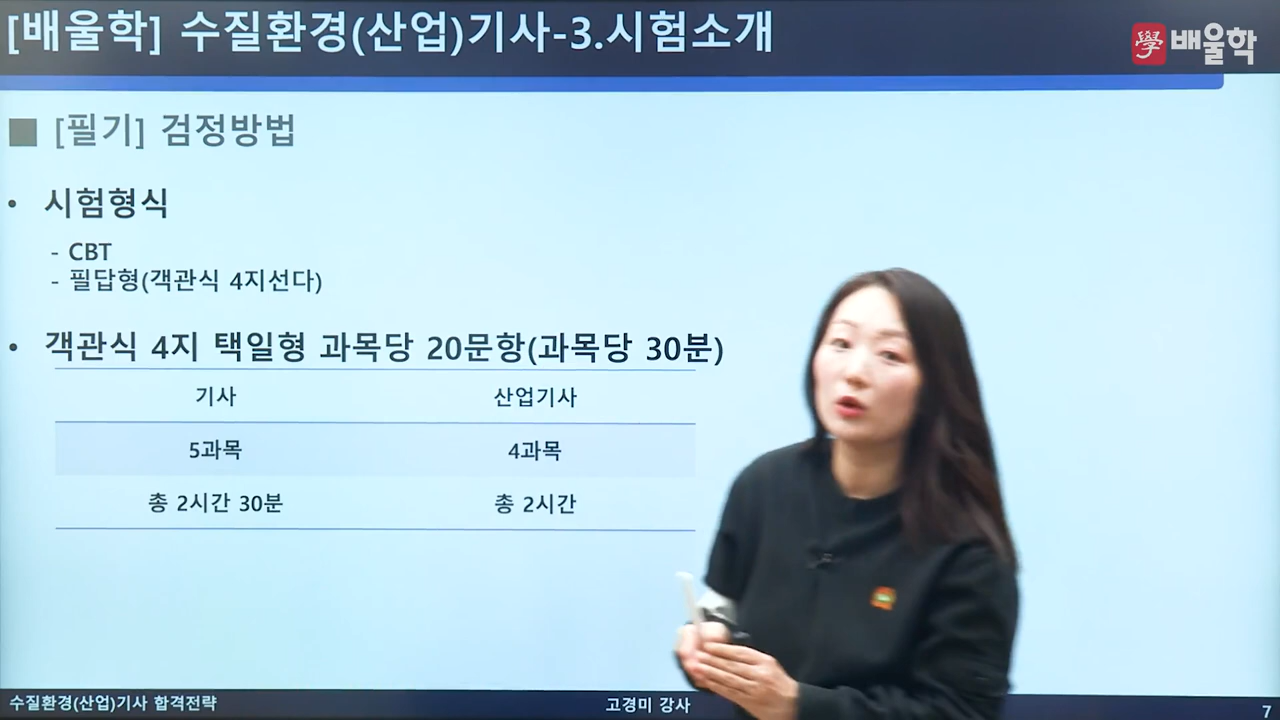 [배울학] 수질환경(산업)기사-3.시험소개
學 배울학
■ [필기] 검정방법
• 시험형식
- CBT
- 필답형(객관식 4지선다)
• 객관식 4지 택일형 과목당 20문항(과목당 30분)
기사 산업기사
5과목 4과목
총 2시간 30분 총 2시간
수질환경(산업)기사 합격전략 고경미 강사 7